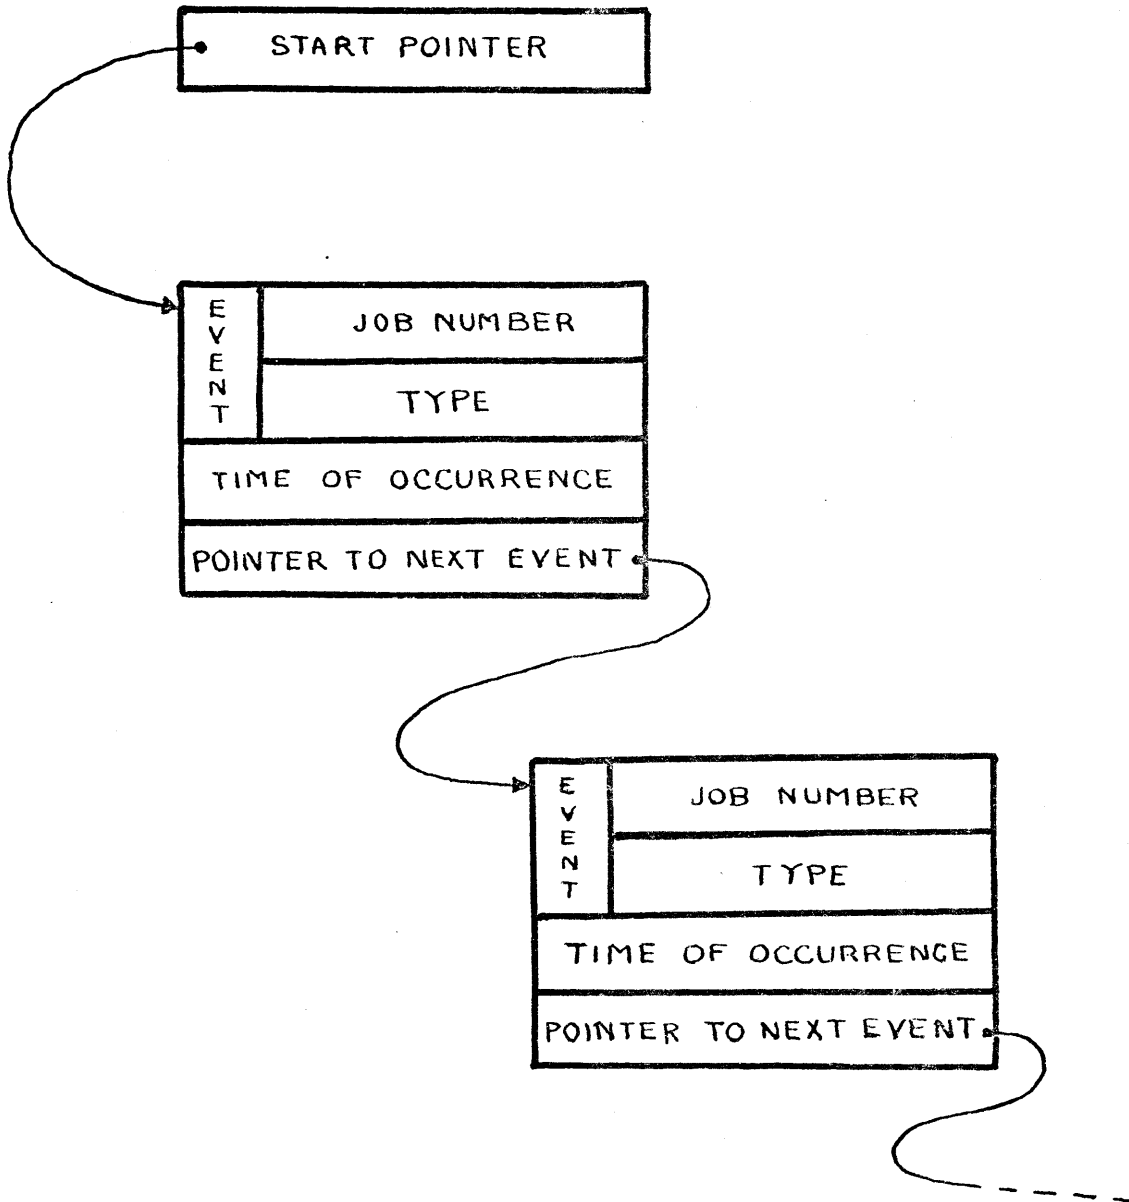 START POINTER
EVENT
JOB NUMBER
TYPE
TIME OF OCCURRENCE
POINTER TO NEXT EVENT
EVENT
JOB NUMBER
TYPE
TIME OF OCCURRENCE
POINTER TO NEXT EVENT